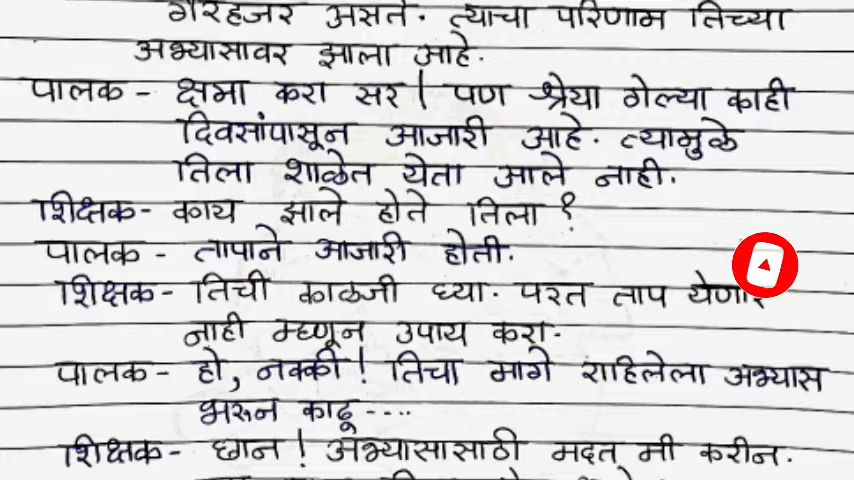 गैरहजर असते. त्याचा परिणाम तिच्या
अभ्यासावर झाला आहे.
पालक - क्षमा करा सर! पण श्रेया गेल्या काही
दिवसांपासून आजारी आहे. त्यामुळे
तिला शाळेत येता आले नाही.
शिक्षक - काय झाले होते तिला?
पालक - तापाने आजारी होती.
शिक्षक - तिची काळजी घ्या. परत ताप येणार
नाही म्हणून उपाय करा.
पालक - हो, नक्की! तिचा मागे राहिलेला अभ्यास
भरून काढू ----
शिक्षक - छान! अभ्यासासाठी मदत मी करीन.